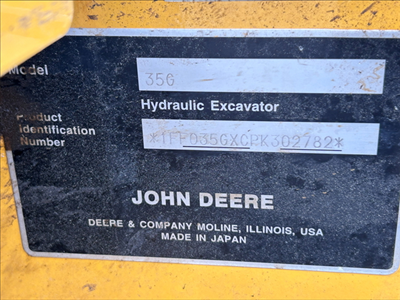 Model 35G
Hydraulic Excavator
Product
Identification
Number *1FF035GXCPK302782*
JOHN DEERE
DEERE & COMPANY MOLINE, ILLINOIS, USA
MADE IN JAPAN